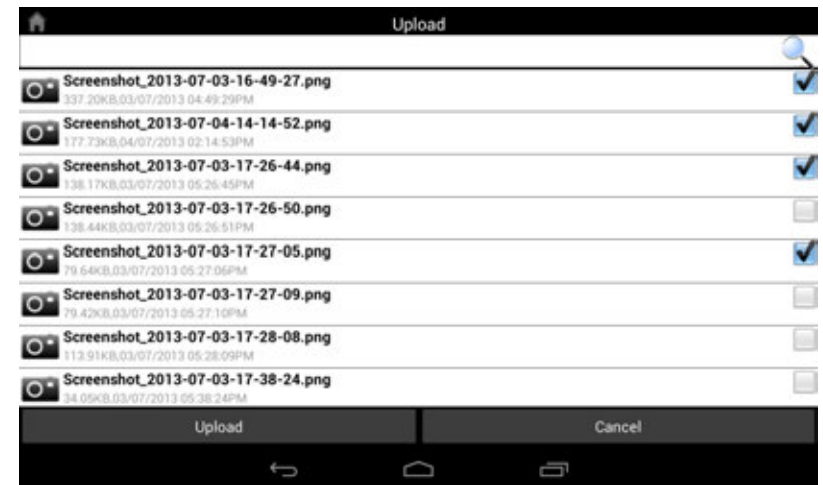 Upload
Screenshot_2013-07-03-16-49-27.png
337.20KB,03/07/2013 04:49:29PM
Screenshot_2013-07-04-14-14-52.png
177.73KB,04/07/2013 02:14:53PM
Screenshot_2013-07-03-17-26-44.png
138.17KB,03/07/2013 05:26:45PM
Screenshot_2013-07-03-17-26-50.png
138.44KB,03/07/2013 05:26:51PM
Screenshot_2013-07-03-17-27-05.png
79.64KB,03/07/2013 05:27:06PM
Screenshot_2013-07-03-17-27-09.png
79.42KB,03/07/2013 05:27:10PM
Screenshot_2013-07-03-17-28-08.png
113.91KB,03/07/2013 05:28:09PM
Screenshot_2013-07-03-17-38-24.png
34.05KB,03/07/2013 05:38:24PM
Upload Cancel